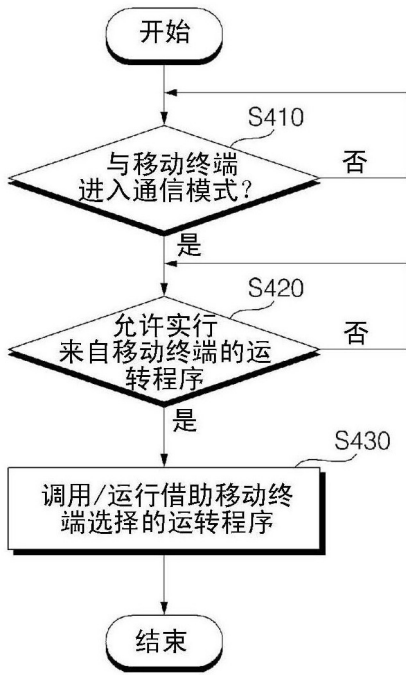 开始
S410
与移动终端
进入通信模式?
否
是
S420
允许实行
来自移动终端的运
转程序
否
是
S430
调用/运行借助移动终
端选择的运转程序
结束